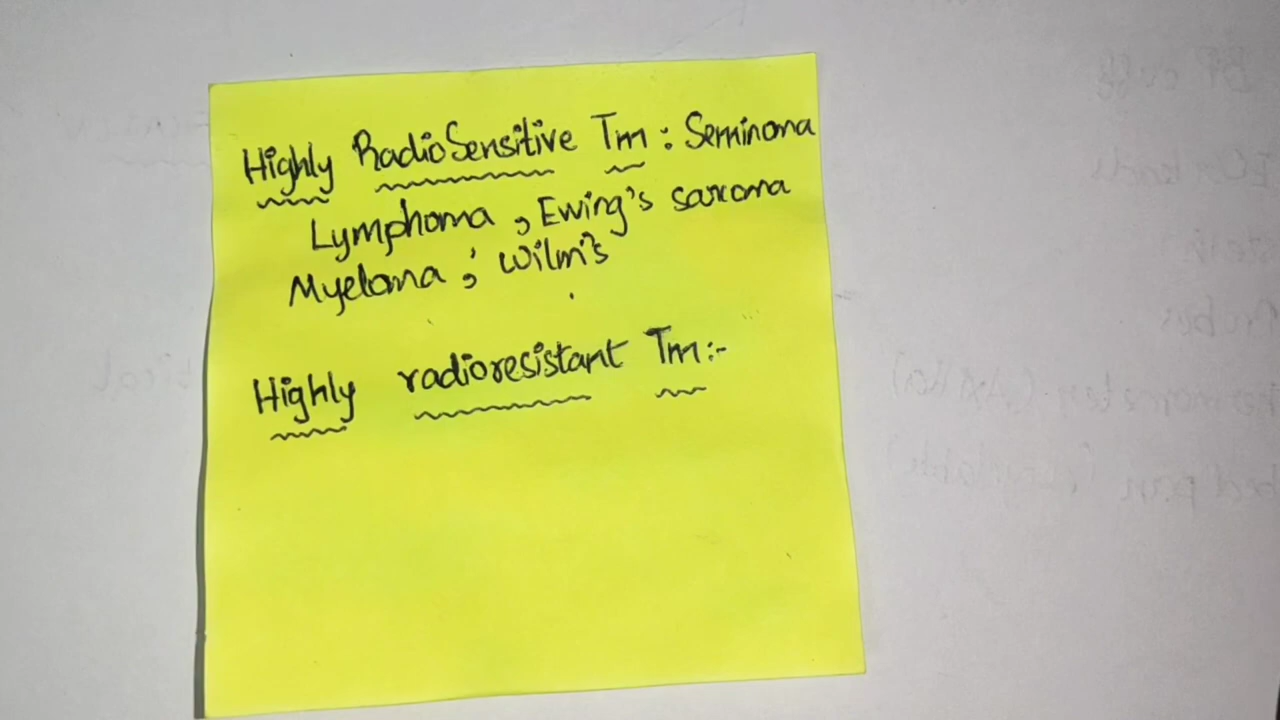 Highly RadioSensitive Tm : Seminoma
Lymphoma , Ewing's sarcoma
Myeloma ; Wilm's
Highly radioresistant Tm:-